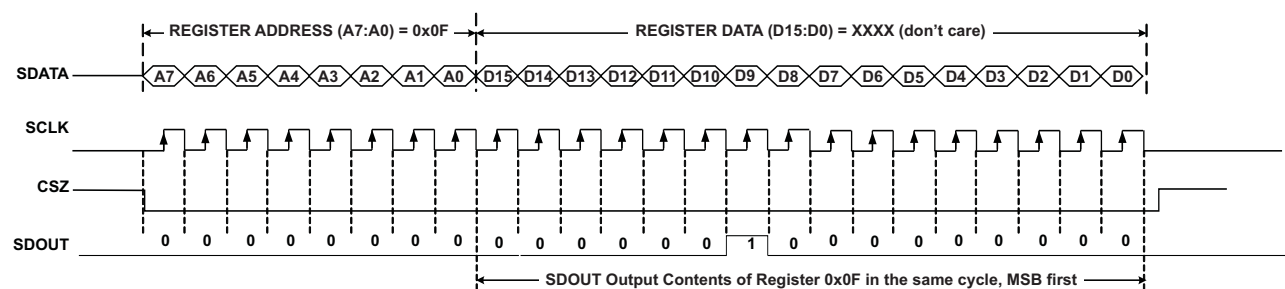 REGISTER ADDRESS (A7:A0) = 0x0F REGISTER DATA (D15:D0) = XXXX (don't care)
SDATA A7 A6 A5 A4 A3 A2 A1 A0 D15 D14 D13 D12 D11 D10 D9 D8 D7 D6 D5 D4 D3 D2 D1 D0
SCLK
CSZ
SDOUT 0 0 0 0 0 0 0 0 0 0 0 0 0 0 1 0 0 0 0 0 0 0 0 0
SDOUT Output Contents of Register 0x0F in the same cycle, MSB first